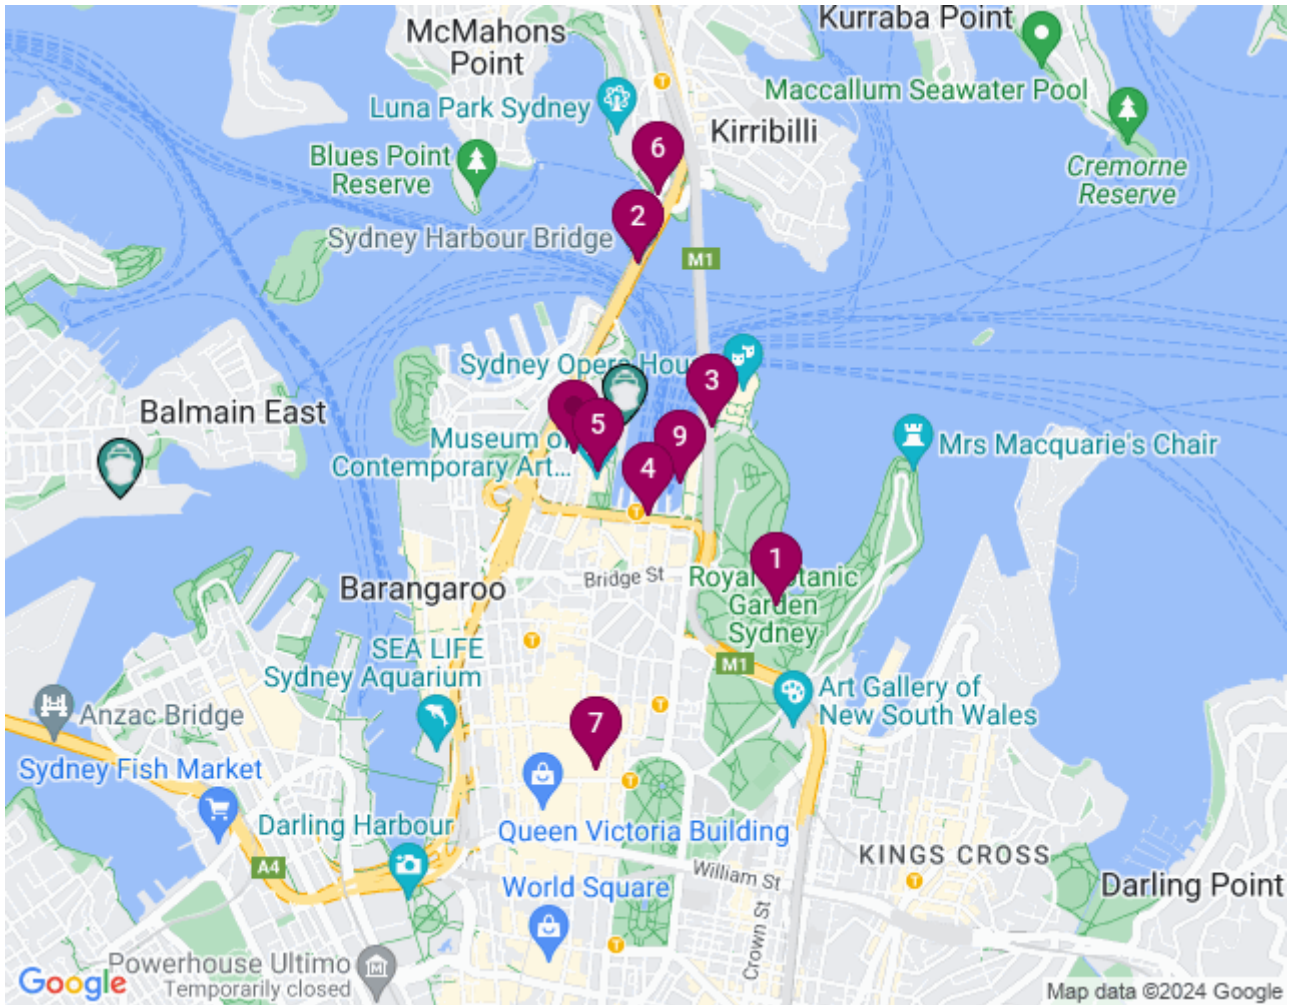 McMahons
Point
Kurraba Point
Luna Park Sydney
Maccallum Seawater Pool
Kirribilli
6
Blues Point
Reserve
Cremorne
Reserve
2
Sydney Harbour Bridge
M1
Sydney Opera Hou
3
Balmain East
5
9
Museum of
Contemporary Art...
4
Mrs Macquarie's Chair
1
Barangaroo
Bridge St
Royal Botanic
Garden
Sydney
SEA LIFE
Sydney Aquarium
M1
Art Gallery of
New South Wales
Anzac Bridge
7
Sydney Fish Market
Darling Harbour
Queen Victoria Building
A4
William St
KINGS CROSS
World Square
Darling Point
Crown St
Powerhouse Ultimo
Temporarily closed
Google
Map data ©2024 Google
T
T
T
T
T
T
T